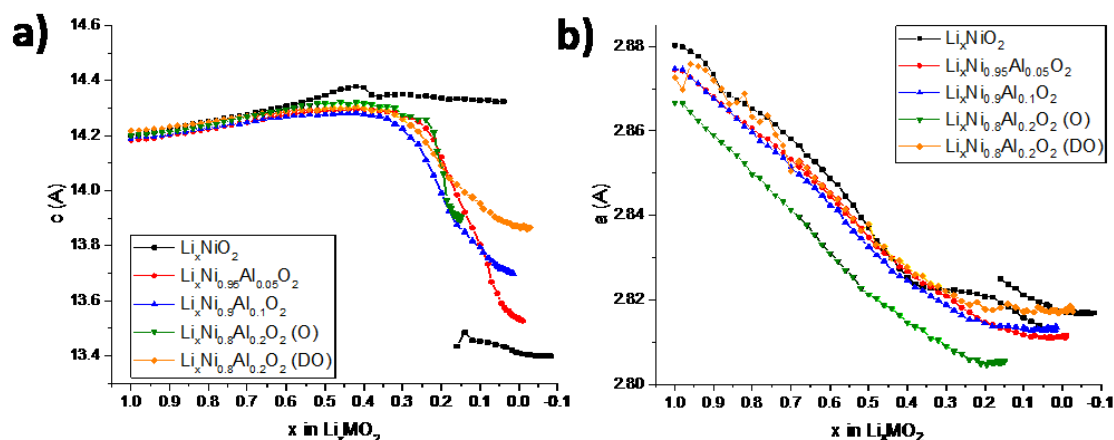 a)
14.6
14.4
14.2
14.0
13.8
13.6
13.4
c (A)
LiₓNiO₂
LiₓNi₀.₉₅Al₀.₀₅O₂
LiₓNi₀.₉Al₀.₁O₂
LiₓNi₀.₈Al₀.₂O₂ (O)
LiₓNi₀.₈Al₀.₂O₂ (DO)
1.0 0.9 0.8 0.7 0.6 0.5 0.4 0.3 0.2 0.1 0.0 -0.1
x in LiₓMO₂
b)
2.88
2.86
2.84
2.82
2.80
a (A)
LiₓNiO₂
LiₓNi₀.₉₅Al₀.₀₅O₂
LiₓNi₀.₉Al₀.₁O₂
LiₓNi₀.₈Al₀.₂O₂ (O)
LiₓNi₀.₈Al₀.₂O₂ (DO)
1.0 0.9 0.8 0.7 0.6 0.5 0.4 0.3 0.2 0.1 0.0 -0.1
x in LiₓMO₂